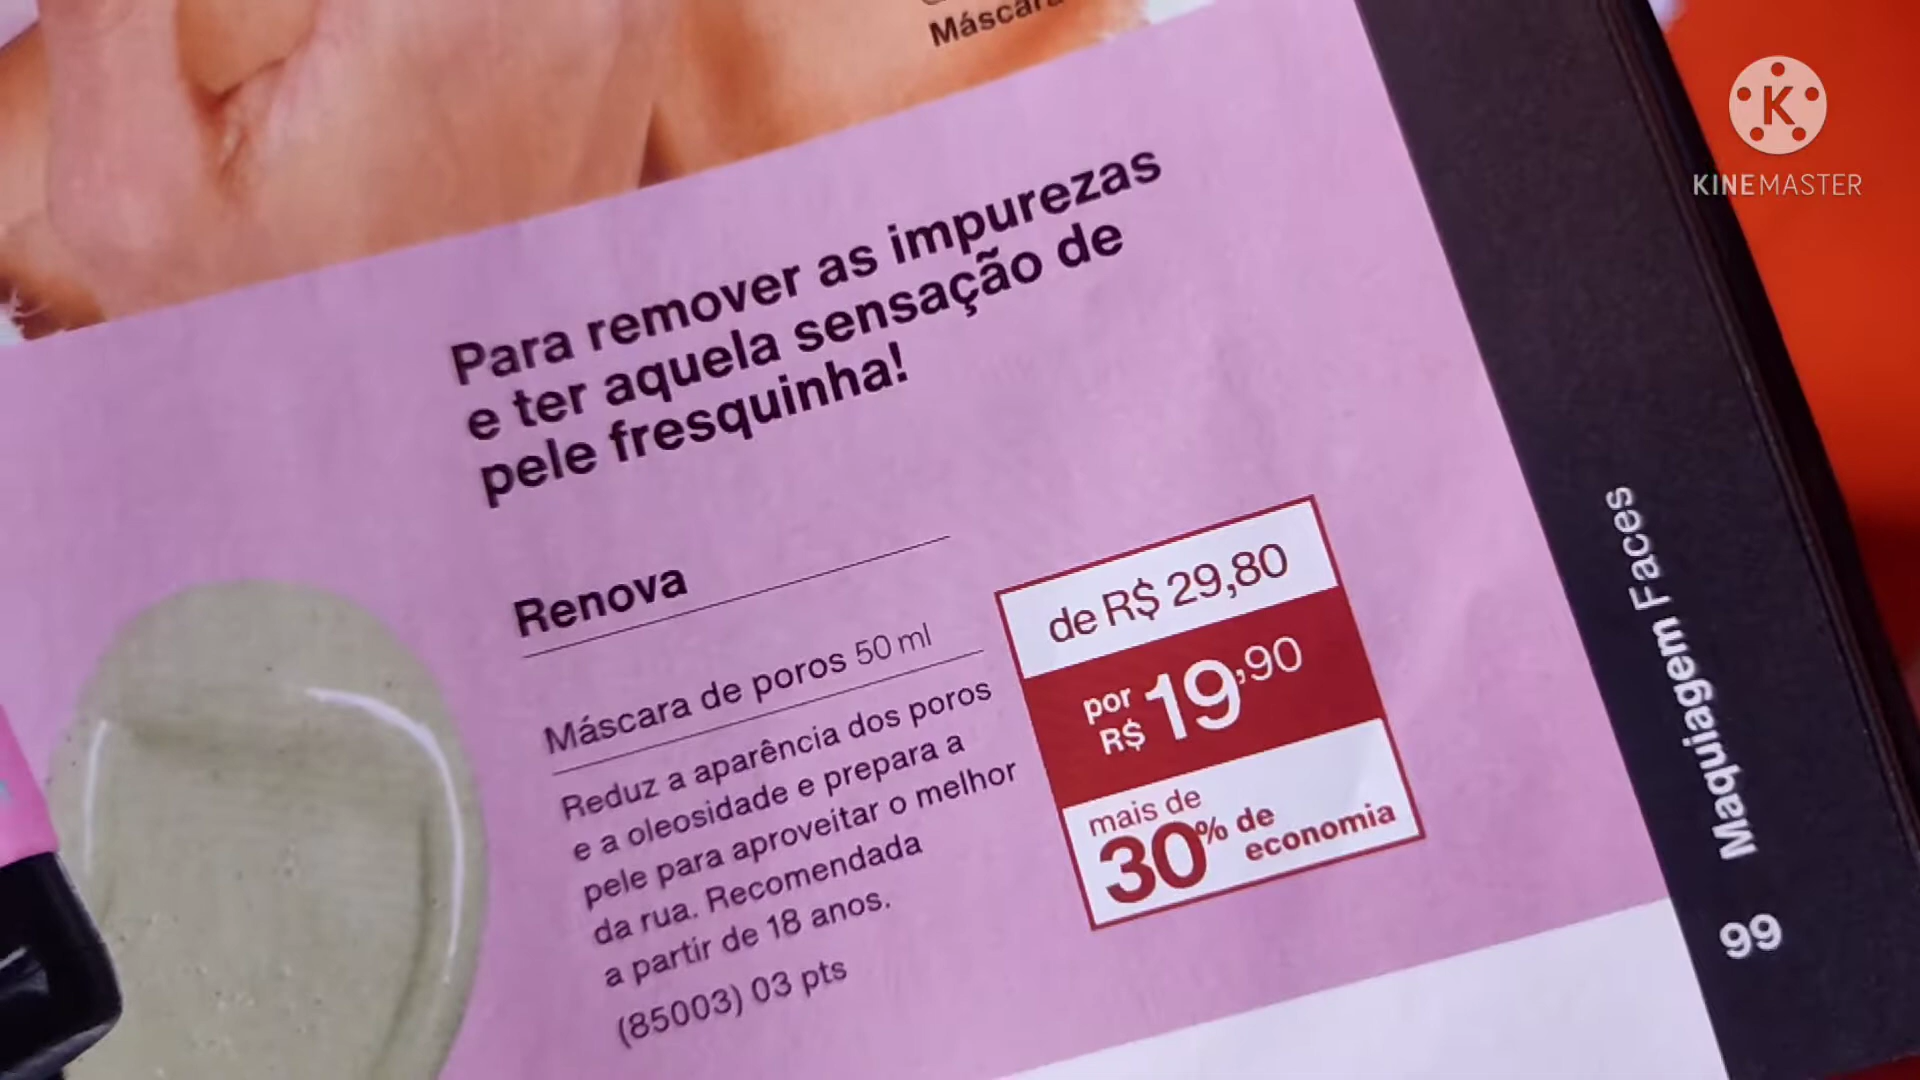 Máscara
KINEMASTER
Para remover as impurezas
e ter aquela sensação de
pele fresquinha!
Renova
Máscara de poros 50 ml
Reduz a aparência dos poros
e a oleosidade e prepara a
pele para aproveitar o melhor
da rua. Recomendada
a partir de 18 anos.
(85003) 03 pts
de R$ 29,80
por
R$ 19,90
mais de
30% de
economia
Maquiagem Faces
99